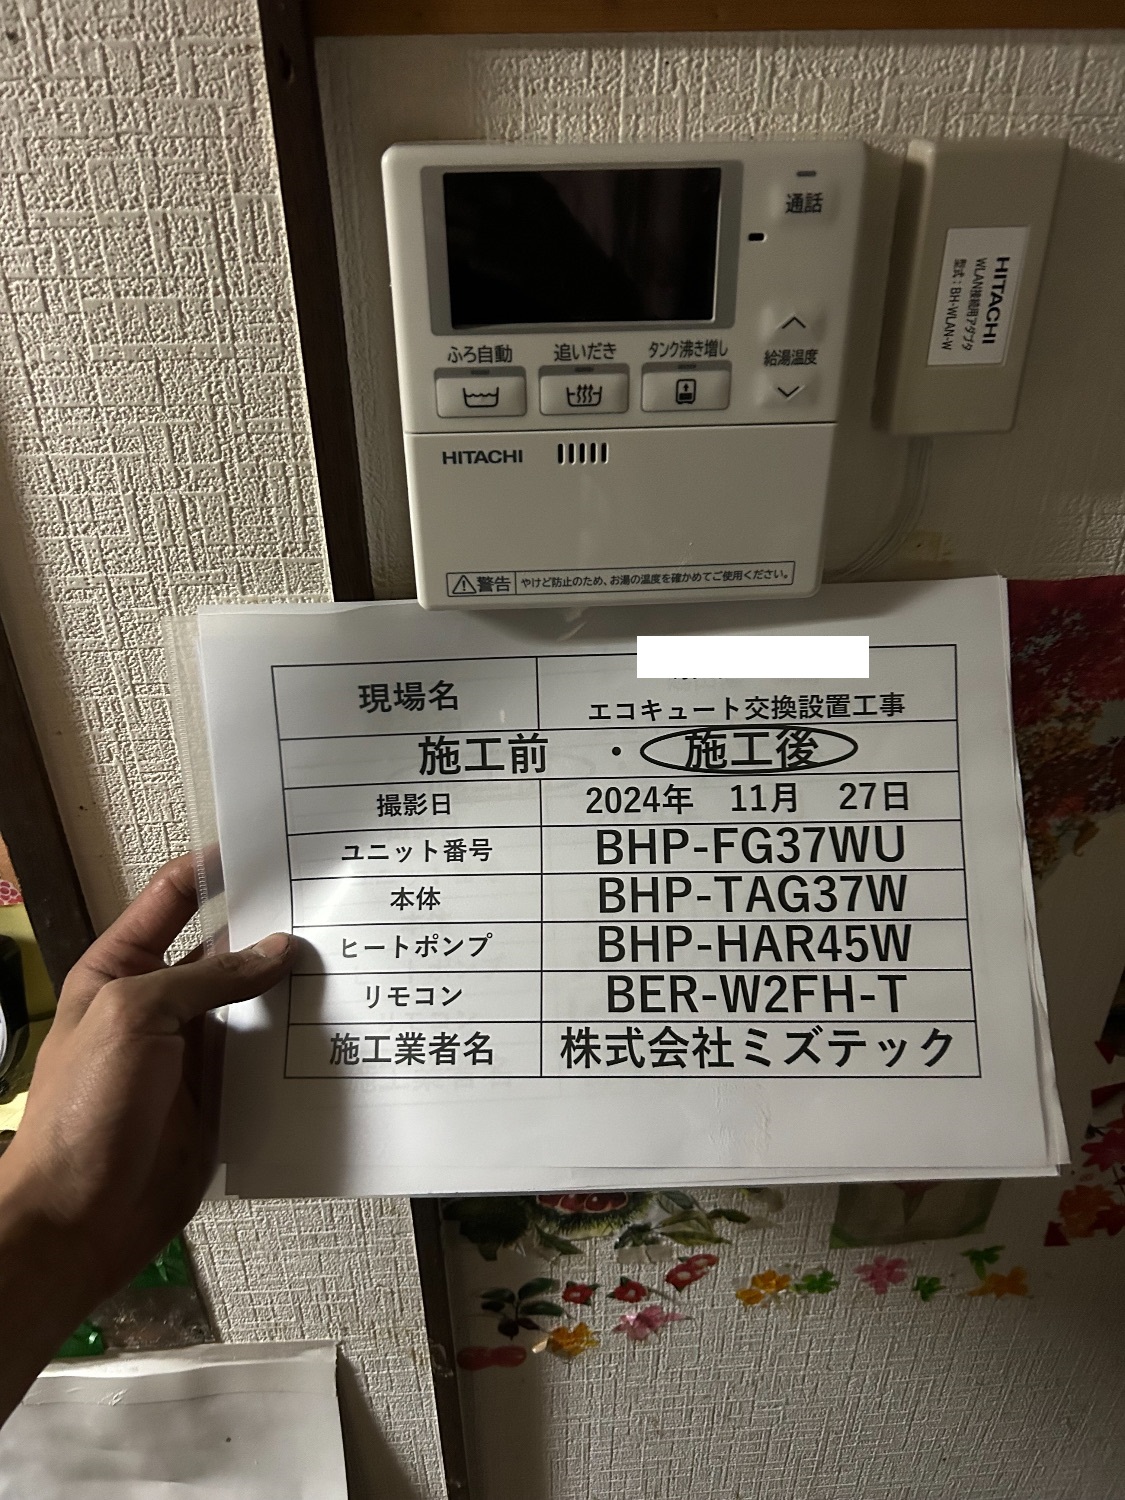 通話
HITACHI
WLAN接続用アダプタ
型式：BH-WLAN-W
ふろ自動
追いだき
タンク沸き増し
給湯温度
HITACHI
警告 やけど防止のため、お湯の温度を確かめてご使用ください。
現場名
エコキュート交換設置工事
施工前 ・ 施工後
撮影日 2024年 11月 27日
ユニット番号 BHP-FG37WU
本体 BHP-TAG37W
ヒートポンプ BHP-HAR45W
リモコン BER-W2FH-T
施工業者名 株式会社ミズテック